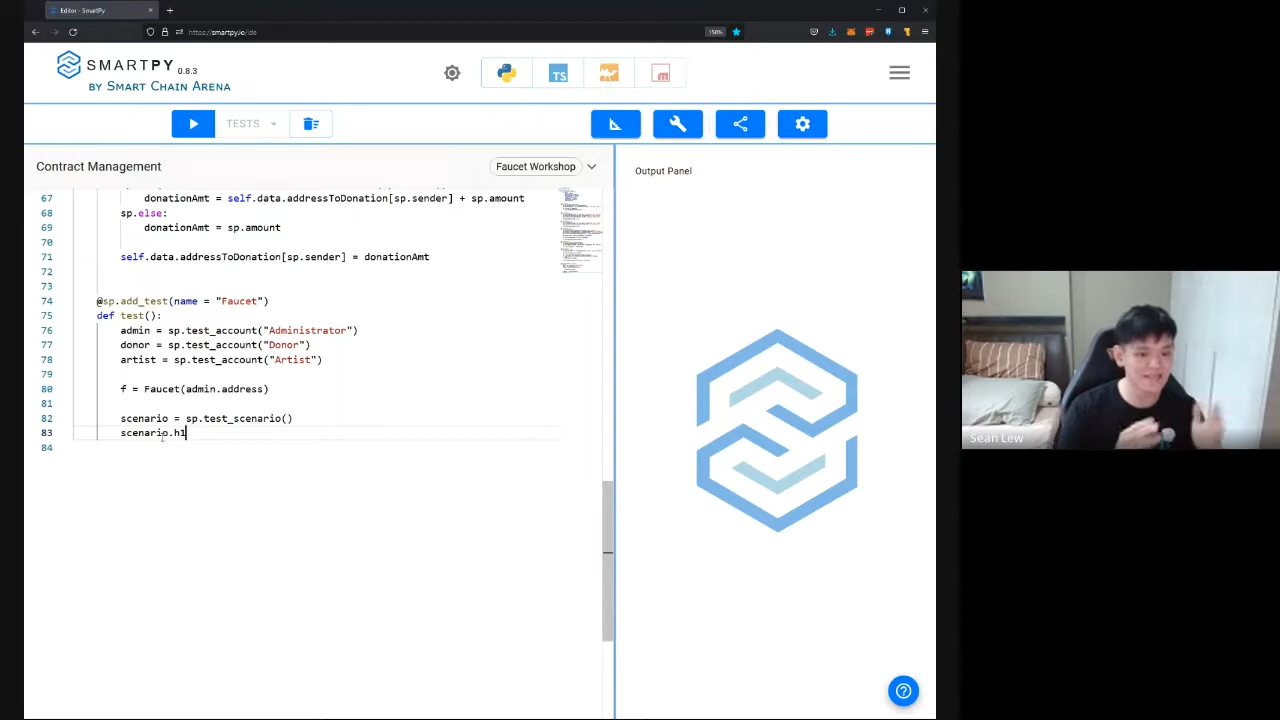 Editor - SmartPy
https://smartpy.io/ide
150%
SMARTPY 0.8.3
BY SMART CHAIN ARENA
TS
TESTS
Contract Management
Faucet Workshop
Output Panel
67 donationAmt = self.data.addressToDonation[sp.sender] + sp.amount
68 sp.else:
69 donationAmt = sp.amount
70
71 self.data.addressToDonation[sp.sender] = donationAmt
72
73
74 @sp.add_test(name = "Faucet")
75 def test():
76 admin = sp.test_account("Administrator")
77 donor = sp.test_account("Donor")
78 artist = sp.test_account("Artist")
79
80 f = Faucet(admin.address)
81
82 scenario = sp.test_scenario()
83 scenario.h1
84
Sean Lew